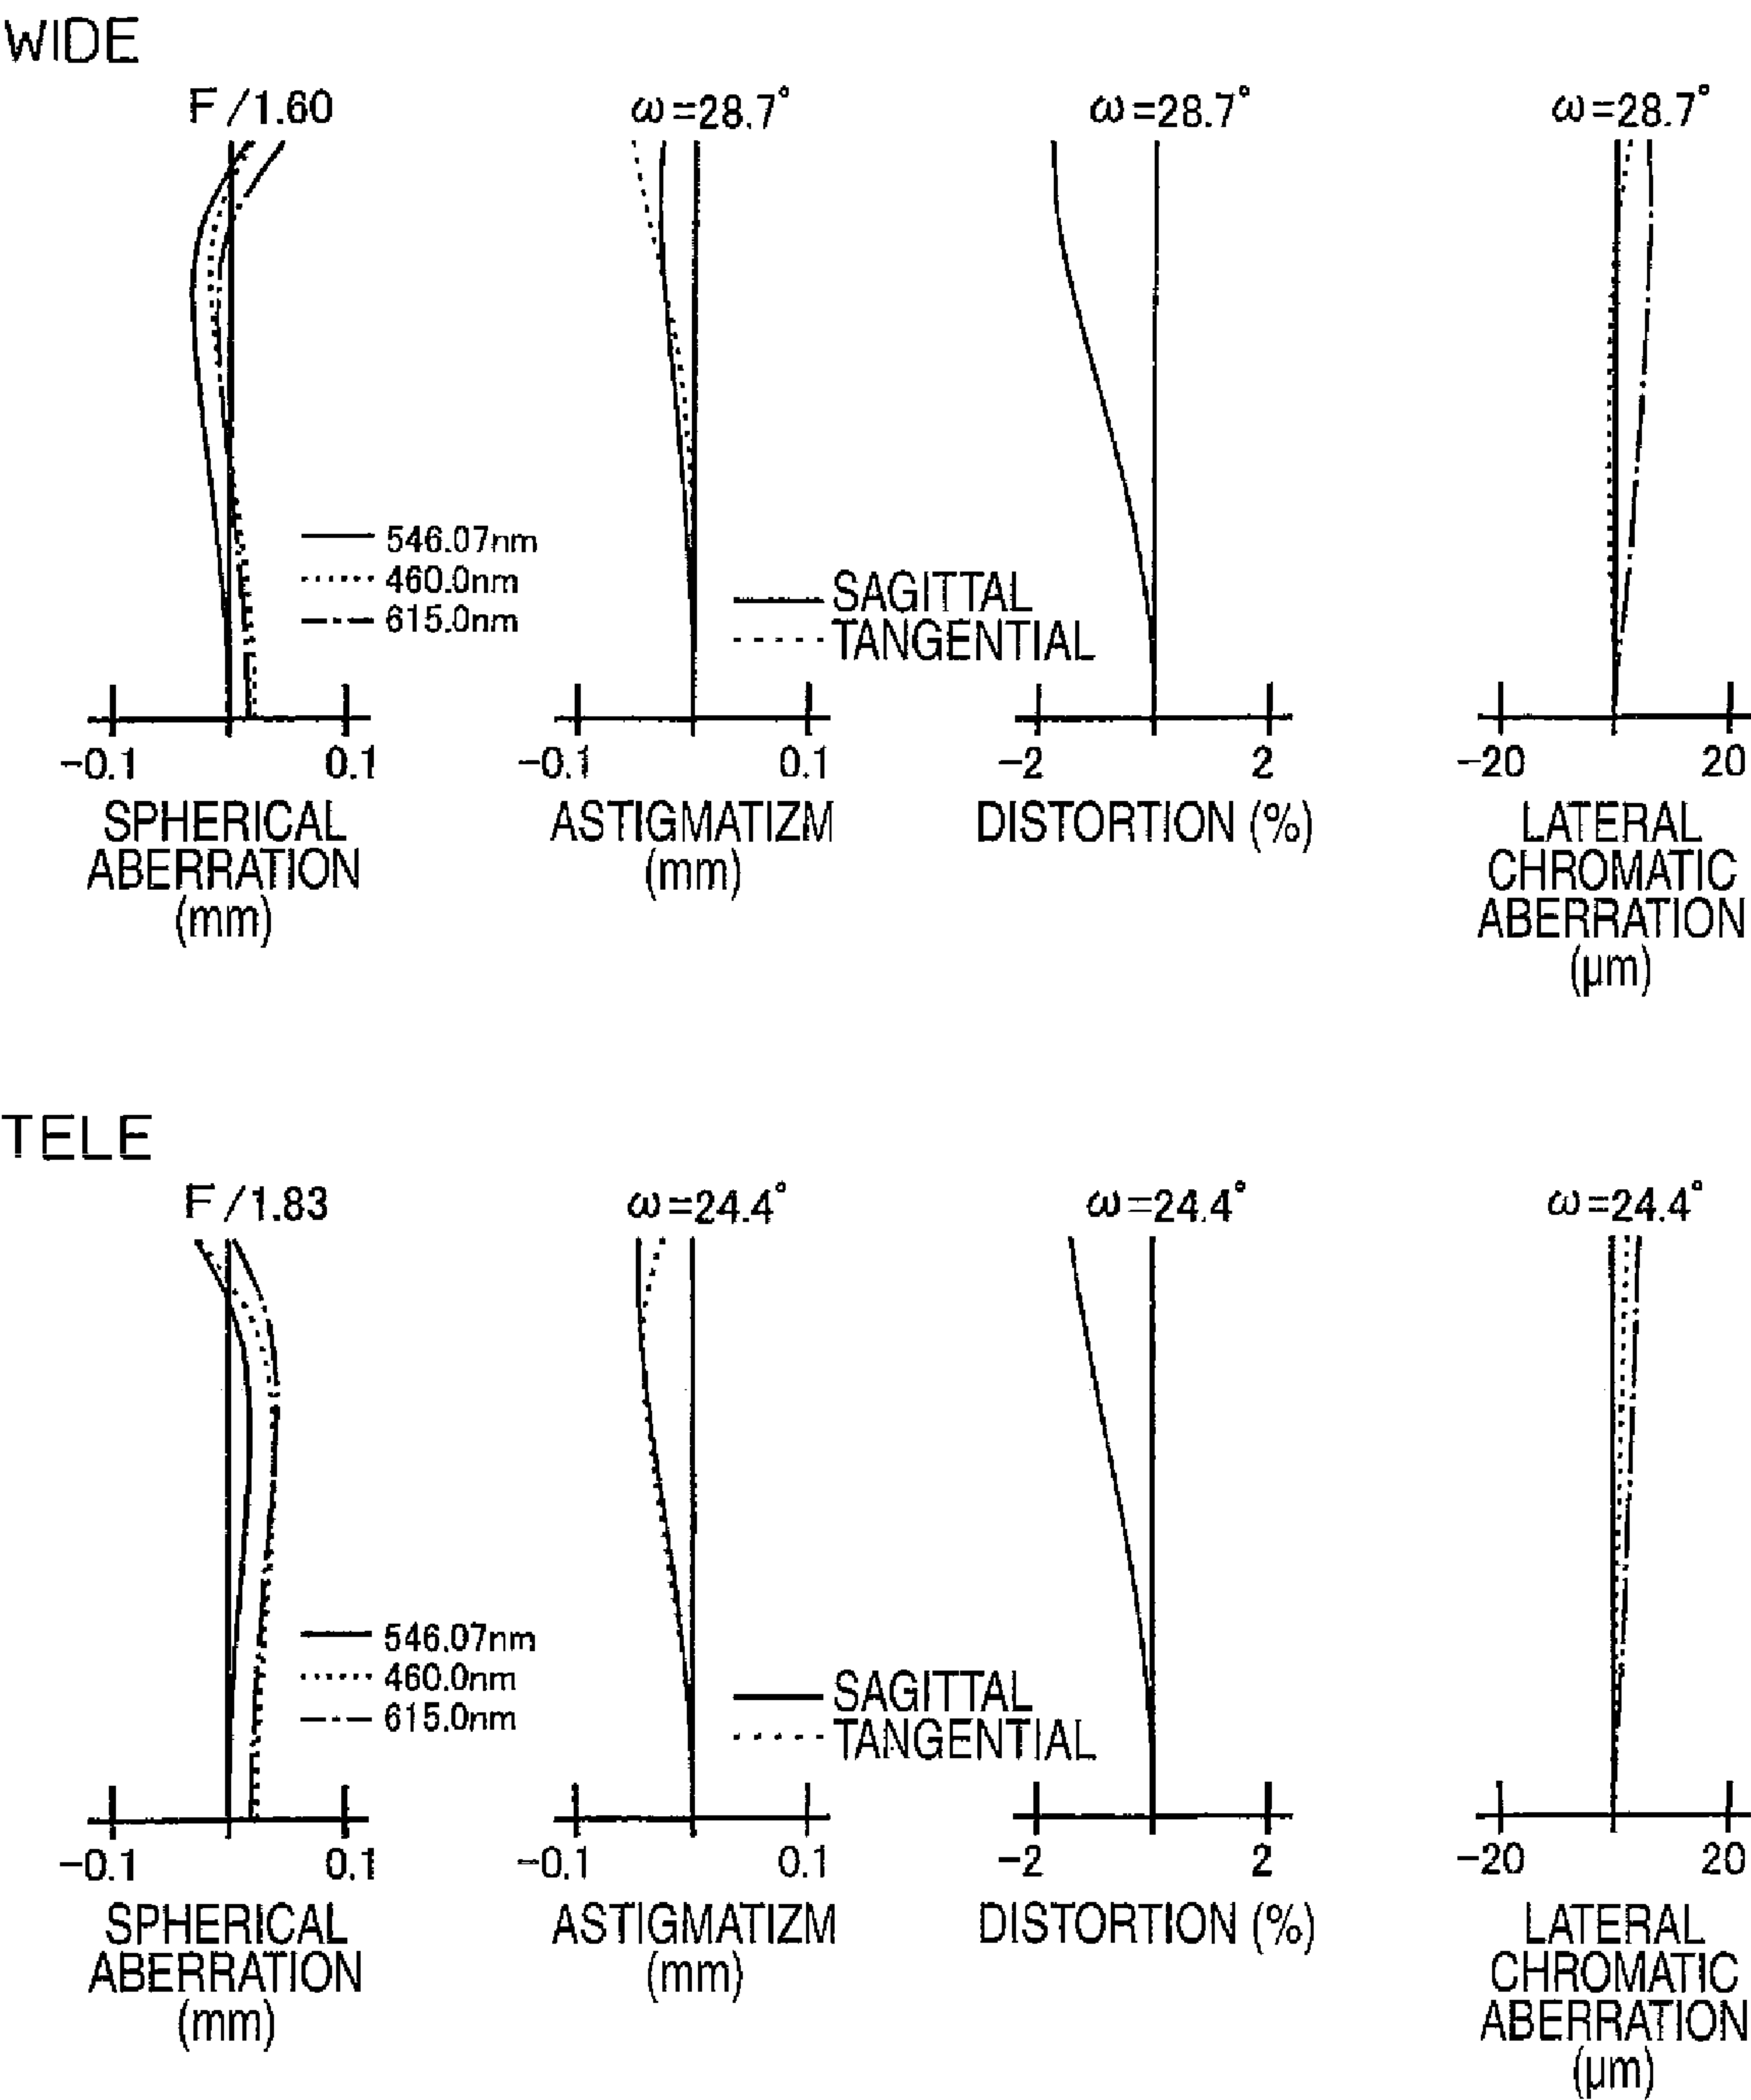 WIDE
F/1.60
ω=28.7°
ω=28.7°
ω=28.7°
546.07nm
460.0nm
615.0nm
SAGITTAL
TANGENTIAL
−0.1 0.1
−0.1 0.1
−2 2
−20 20
SPHERICAL
ABERRATION
(mm)
ASTIGMATIZM
(mm)
DISTORTION (%)
LATERAL
CHROMATIC
ABERRATION
(μm)
TELE
F/1.83
ω=24.4°
ω=24.4°
ω=24.4°
546.07nm
460.0nm
615.0nm
SAGITTAL
TANGENTIAL
−0.1 0.1
−0.1 0.1
−2 2
−20 20
SPHERICAL
ABERRATION
(mm)
ASTIGMATIZM
(mm)
DISTORTION (%)
LATERAL
CHROMATIC
ABERRATION
(μm)